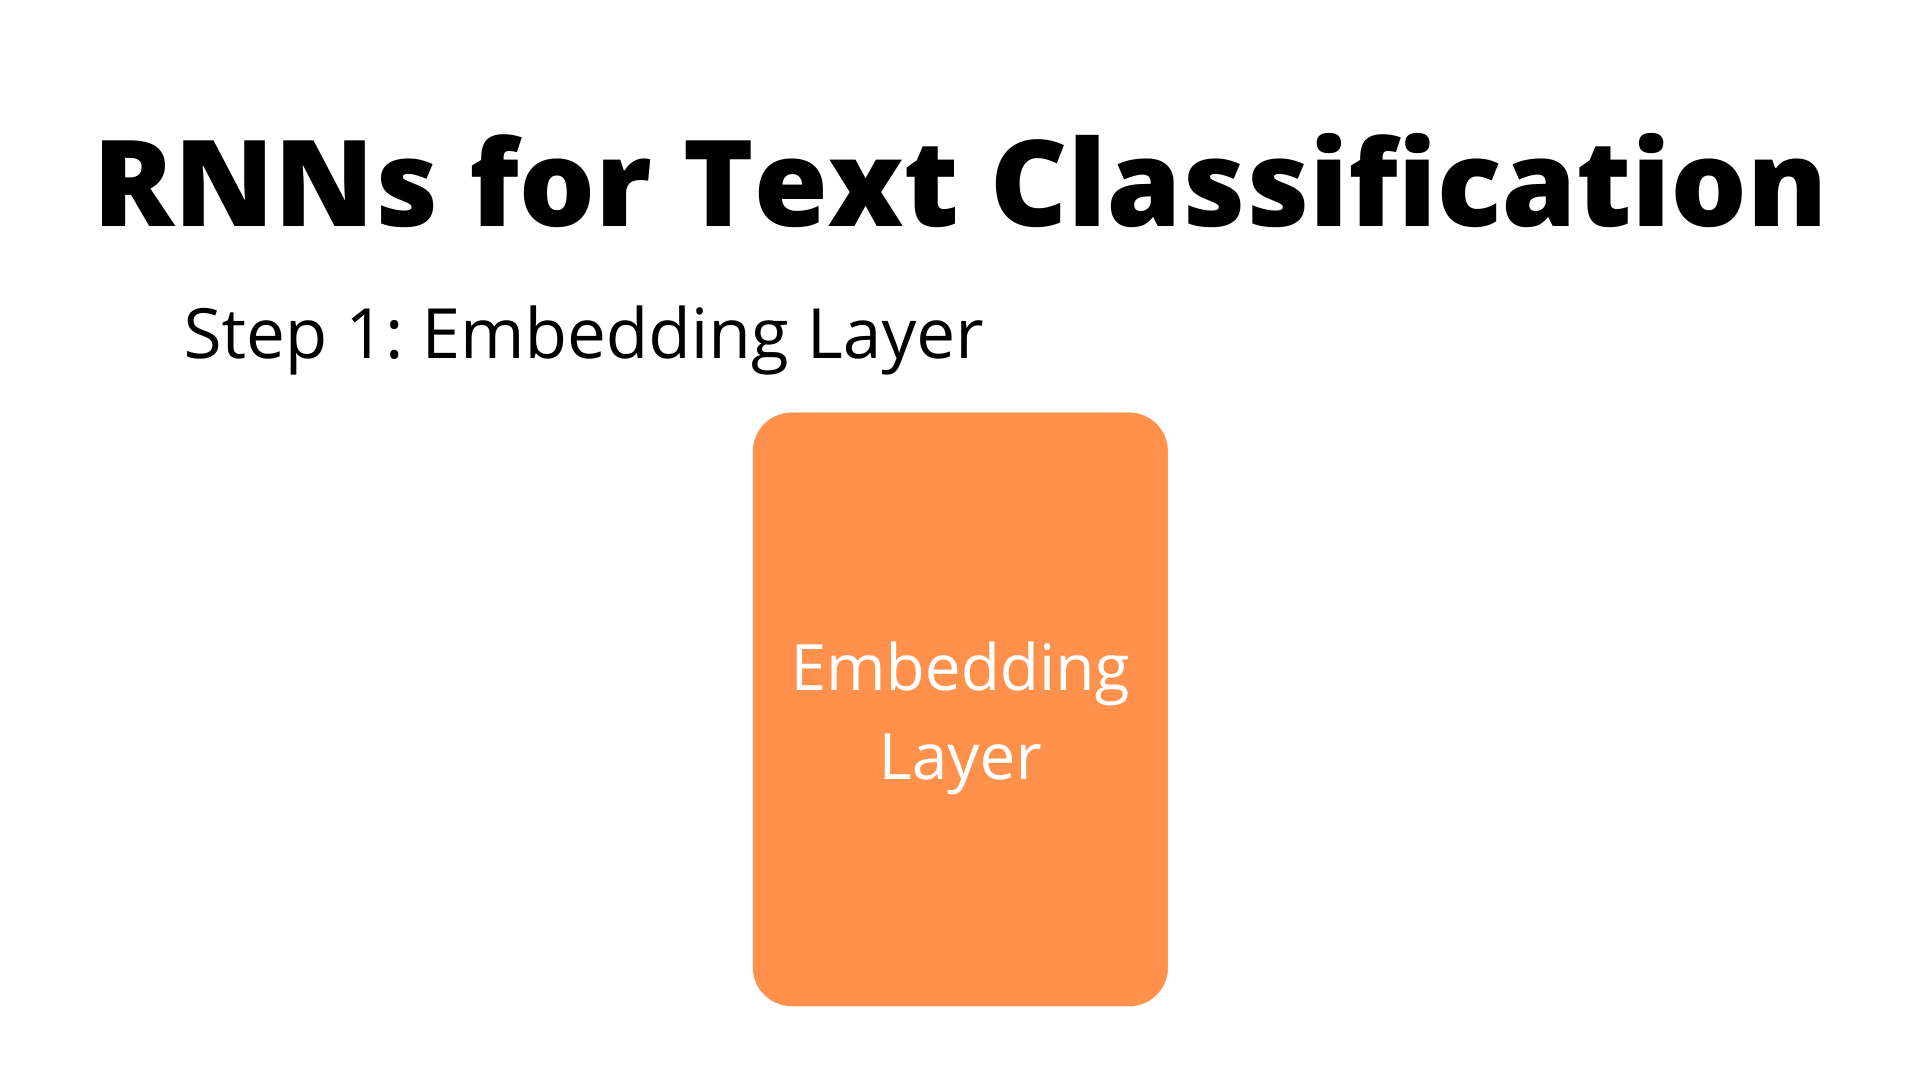 RNNs for Text Classification
Step 1: Embedding Layer
Embedding
Layer